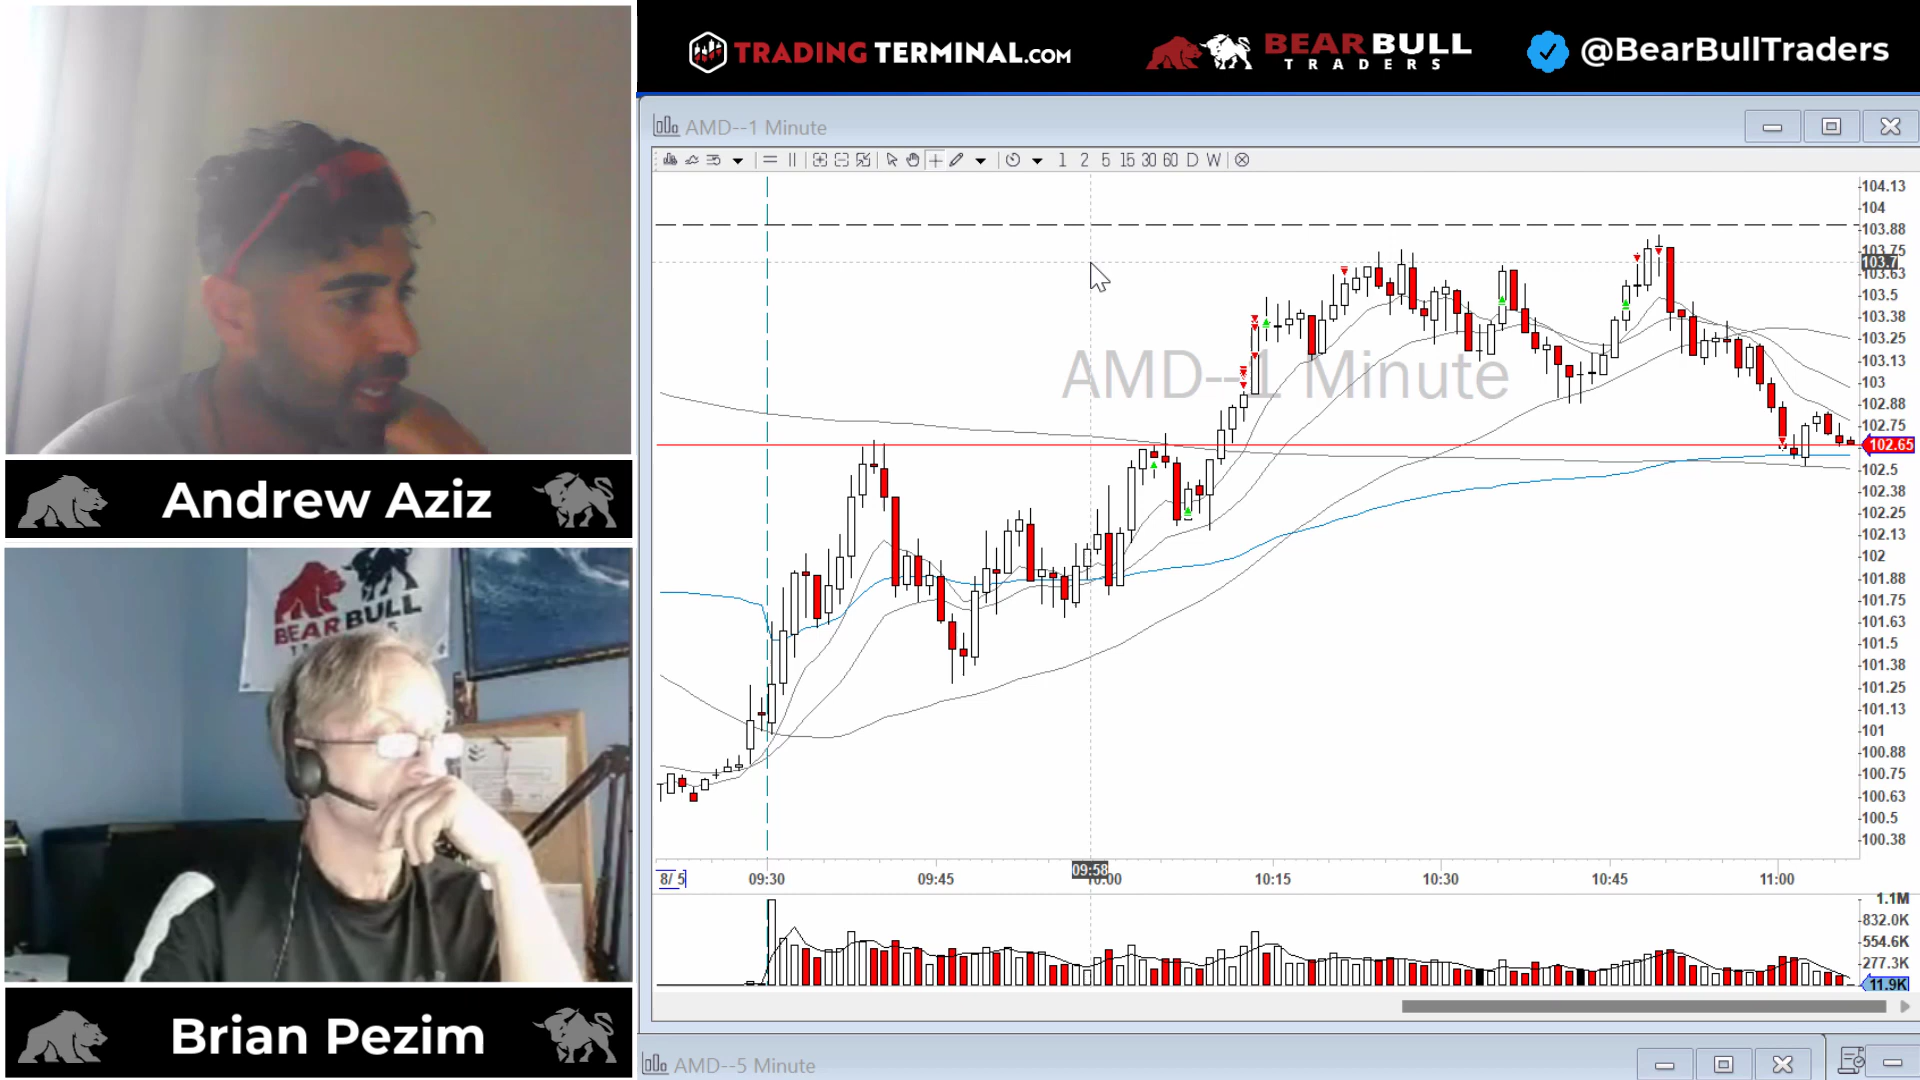 TRADING TERMINAL.COM
BEAR BULL
TRADERS
@BearBullTraders
AMD--1 Minute
1 2 5 15 30 60 D W
AMD--1 Minute
104.13
104
103.88
103.75
103.7
103.63
103.5
103.38
103.25
103.13
103
102.88
102.75
102.65
102.5
102.38
102.25
102.13
102
101.88
101.75
101.63
101.5
101.38
101.25
101.13
101
100.88
100.75
100.63
100.5
100.38
8/ 5
09:30
09:45
09:58
10:00
10:15
10:30
10:45
11:00
1.1M
832.0K
554.6K
277.3K
11.9K
AMD--5 Minute
Andrew Aziz
BEAR BULL
Brian Pezim